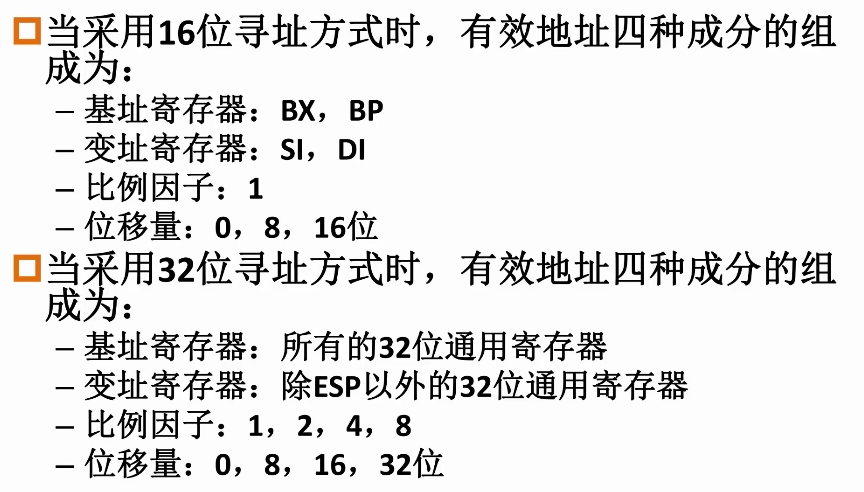 当采用16位寻址方式时，有效地址四种成分的组
成为：
– 基址寄存器：BX，BP
– 变址寄存器：SI，DI
– 比例因子：1
– 位移量：0，8，16位
当采用32位寻址方式时，有效地址四种成分的组
成为：
– 基址寄存器：所有的32位通用寄存器
– 变址寄存器：除ESP以外的32位通用寄存器
– 比例因子：1，2，4，8
– 位移量：0，8，16，32位